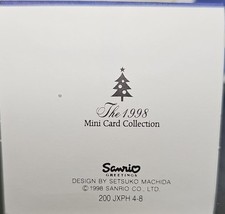 The 1998
Mini Card Collection
Sanrio
GREETINGS
DESIGN BY SETSUKO MACHIDA
© 1998 SANRIO CO., LTD.
200 JXPH 4-8